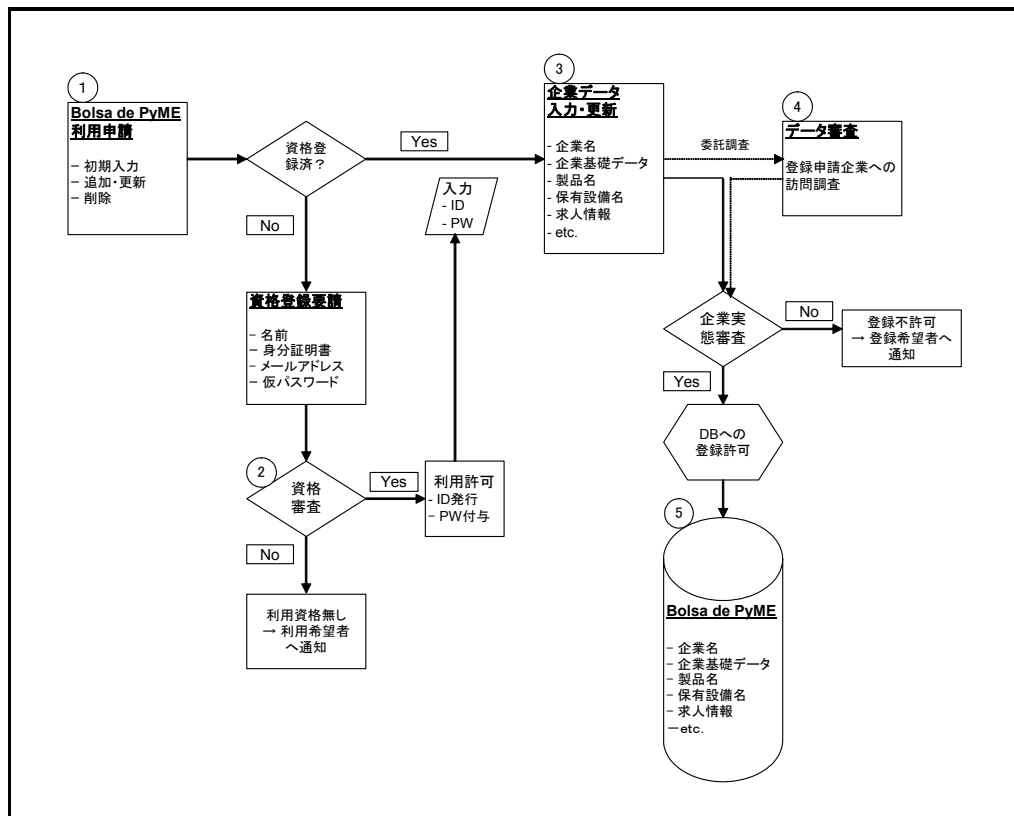 1
Bolsa de PyME
利用申請
− 初期入力
− 追加・更新
− 削除
資格登
録済？
Yes
No
資格登録要請
− 名前
− 身分証明書
− メールアドレス
− 仮パスワード
2
資格
審査
Yes
No
利用資格無し
→ 利用希望者
へ通知
利用許可
- ID発行
− PW付与
入力
- ID
- PW
3
企業データ
入力・更新
- 企業名
- 企業基礎データ
- 製品名
- 保有設備名
- 求人情報
- etc.
委託調査
4
データ審査
登録申請企業への
訪問調査
企業実
態審査
No
登録不許可
→ 登録希望者へ
通知
Yes
DBへの
登録許可
5
Bolsa de PyME
− 企業名
− 企業基礎データ
− 製品名
− 保有設備名
− 求人情報
−etc.